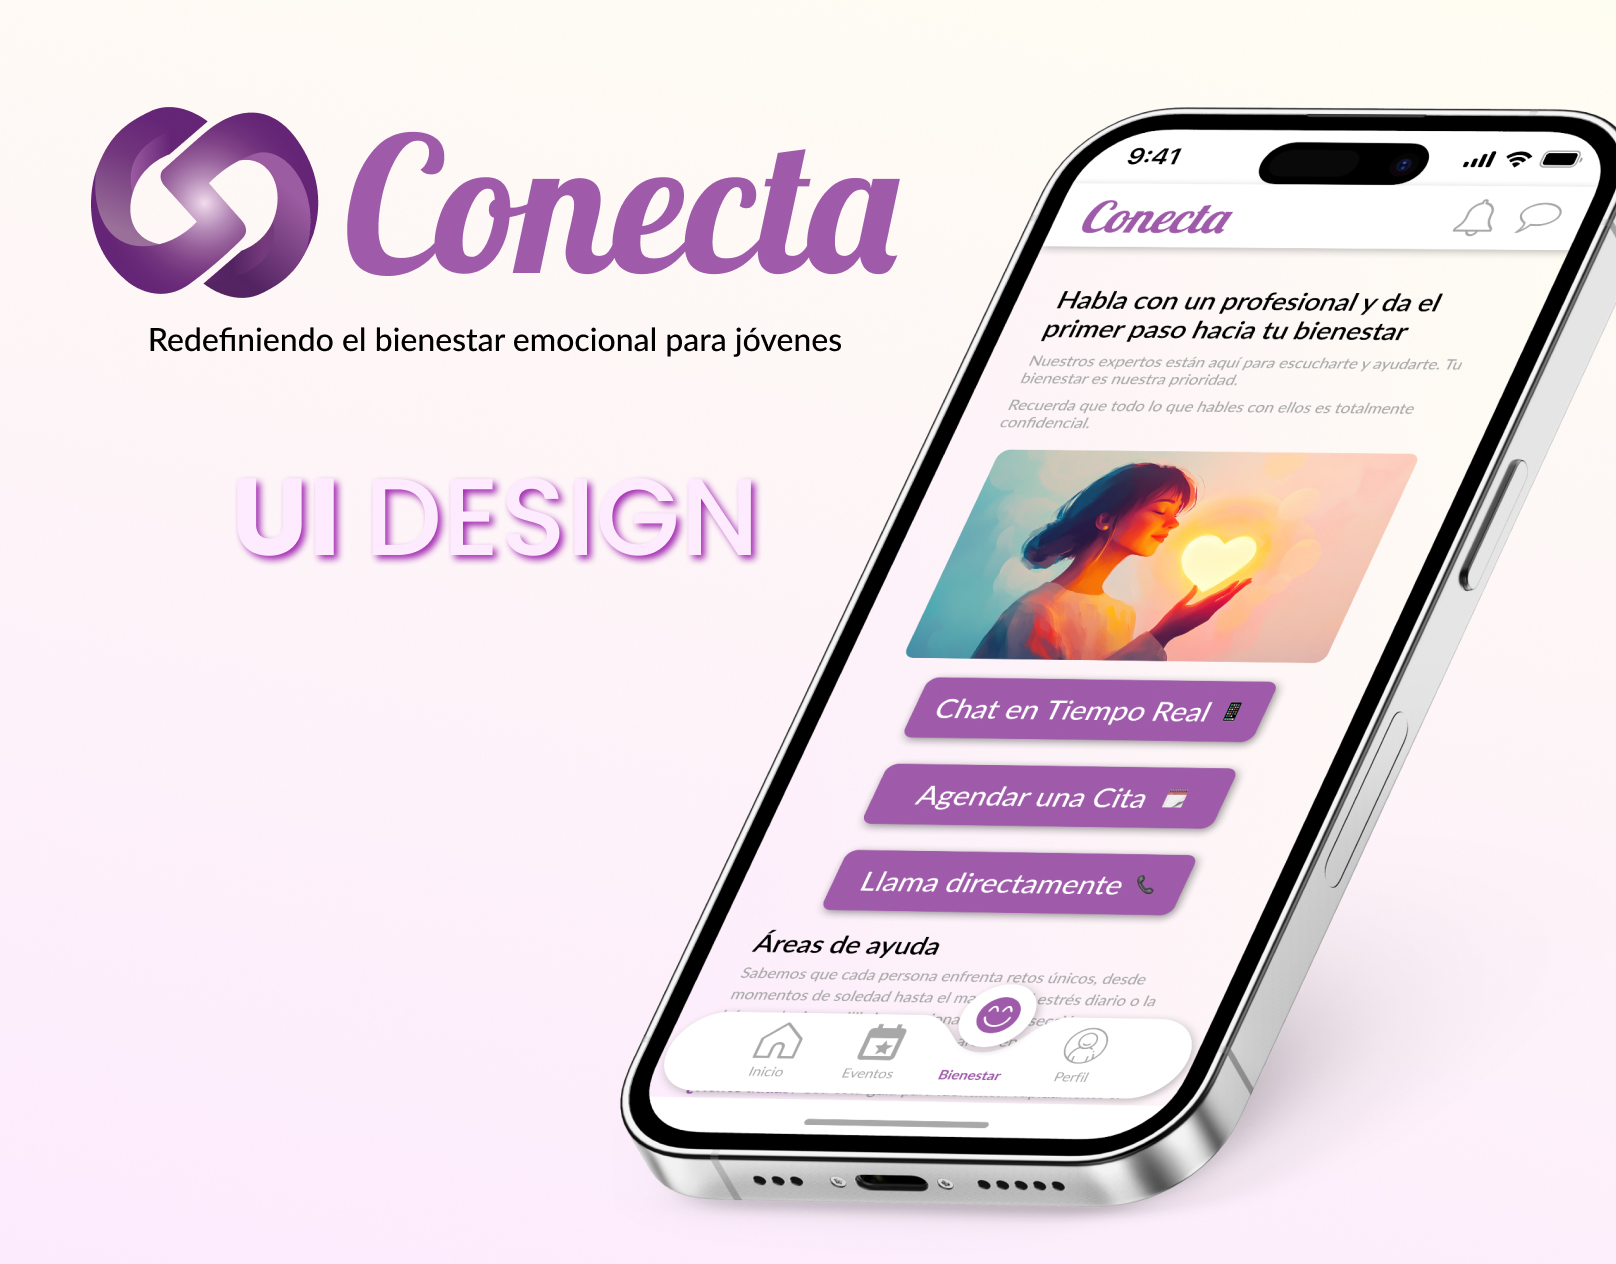 Conecta
Redefiniendo el bienestar emocional para jóvenes
UI DESIGN
9:41
Conecta
Habla con un profesional y da el
primer paso hacia tu bienestar
Nuestros expertos están aquí para escucharte y ayudarte. Tu
bienestar es nuestra prioridad.
Recuerda que todo lo que hables con ellos es totalmente
confidencial.
Chat en Tiempo Real
Agendar una Cita
Llama directamente
Áreas de ayuda
Sabemos que cada persona enfrenta retos únicos, desde
momentos de soledad hasta el estrés diario o la
Inicio
Eventos
Bienestar
Perfil